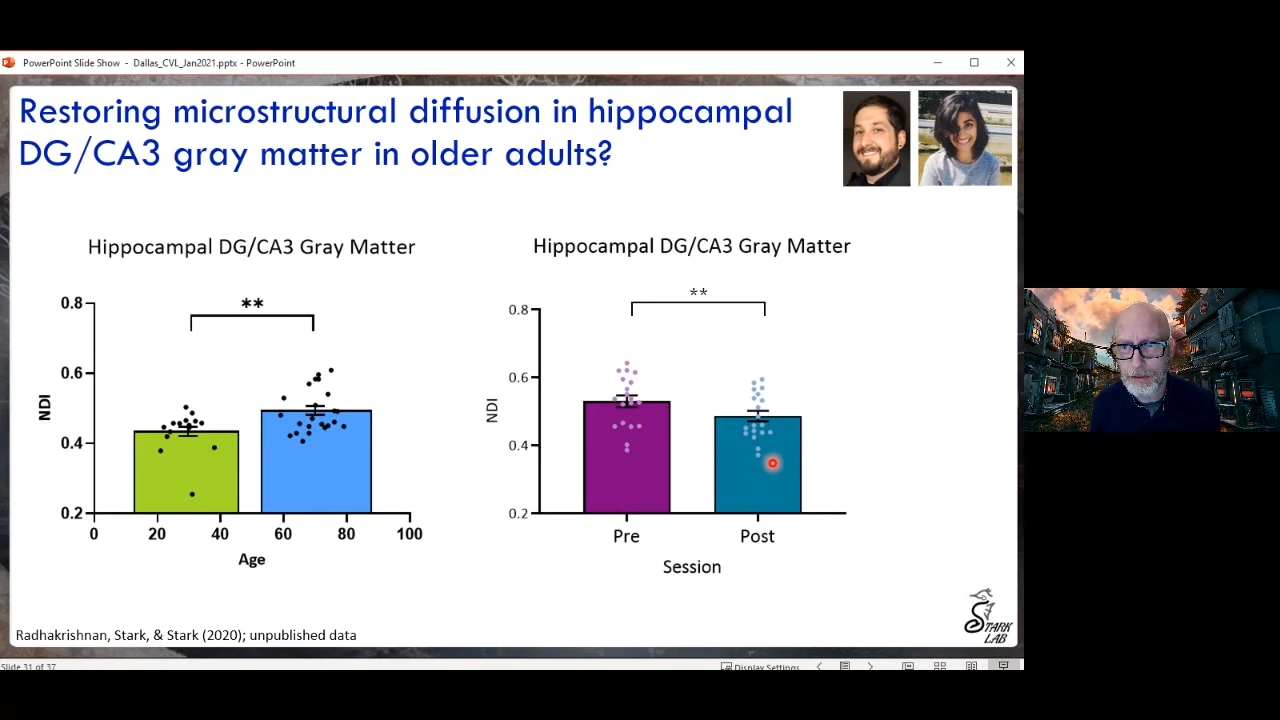 PowerPoint Slide Show - Dallas_CVL_Jan2021.pptx - PowerPoint
Restoring microstructural diffusion in hippocampal
DG/CA3 gray matter in older adults?
Hippocampal DG/CA3 Gray Matter
**
0.8
0.6
0.4
0.2
NDI
0
20
40
60
80
100
Age
Hippocampal DG/CA3 Gray Matter
**
0.8
0.6
0.4
0.2
NDI
Pre
Post
Session
Radhakrishnan, Stark, & Stark (2020); unpublished data
STARK
LAB
Slide 31 of 37
Display Settings